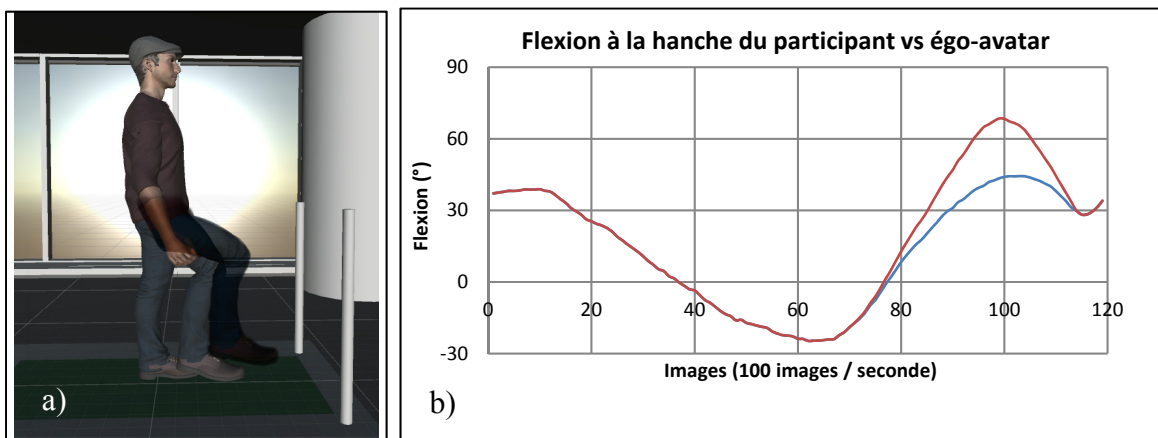 a)
Flexion à la hanche du participant vs égo-avatar
90
60
30
0
-30
Flexion (°)
0 20 40 60 80 100 120
Images (100 images / seconde)
b)